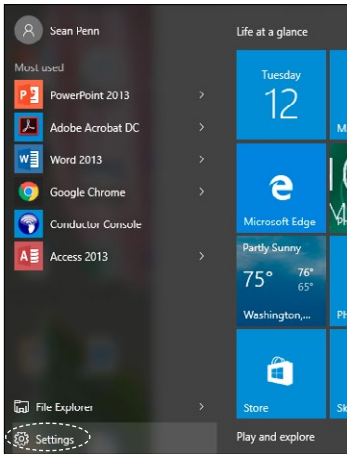 Sean Penn
Most used
PowerPoint 2013
Adobe Acrobat DC
Word 2013
Google Chrome
Conductor Console
Access 2013
File Explorer
Settings
Life at a glance
Tuesday
12
Microsoft Edge
Partly Sunny
75° 76°
65°
Washington,...
Store
Play and explore